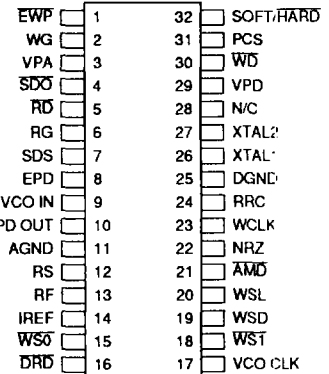 EWP 1 32 SOFT/HARD
WG 2 31 PCS
VPA 3 30 WD
SDO 4 29 VPD
RD 5 28 N/C
RG 6 27 XTAL2
SDS 7 26 XTAL1
EPD 8 25 DGND
VCO IN 9 24 RRC
PD OUT 10 23 WCLK
AGND 11 22 NRZ
RS 12 21 AMD
RF 13 20 WSL
IREF 14 19 WSD
WS0 15 18 WS1
DRD 16 17 VCO CLK